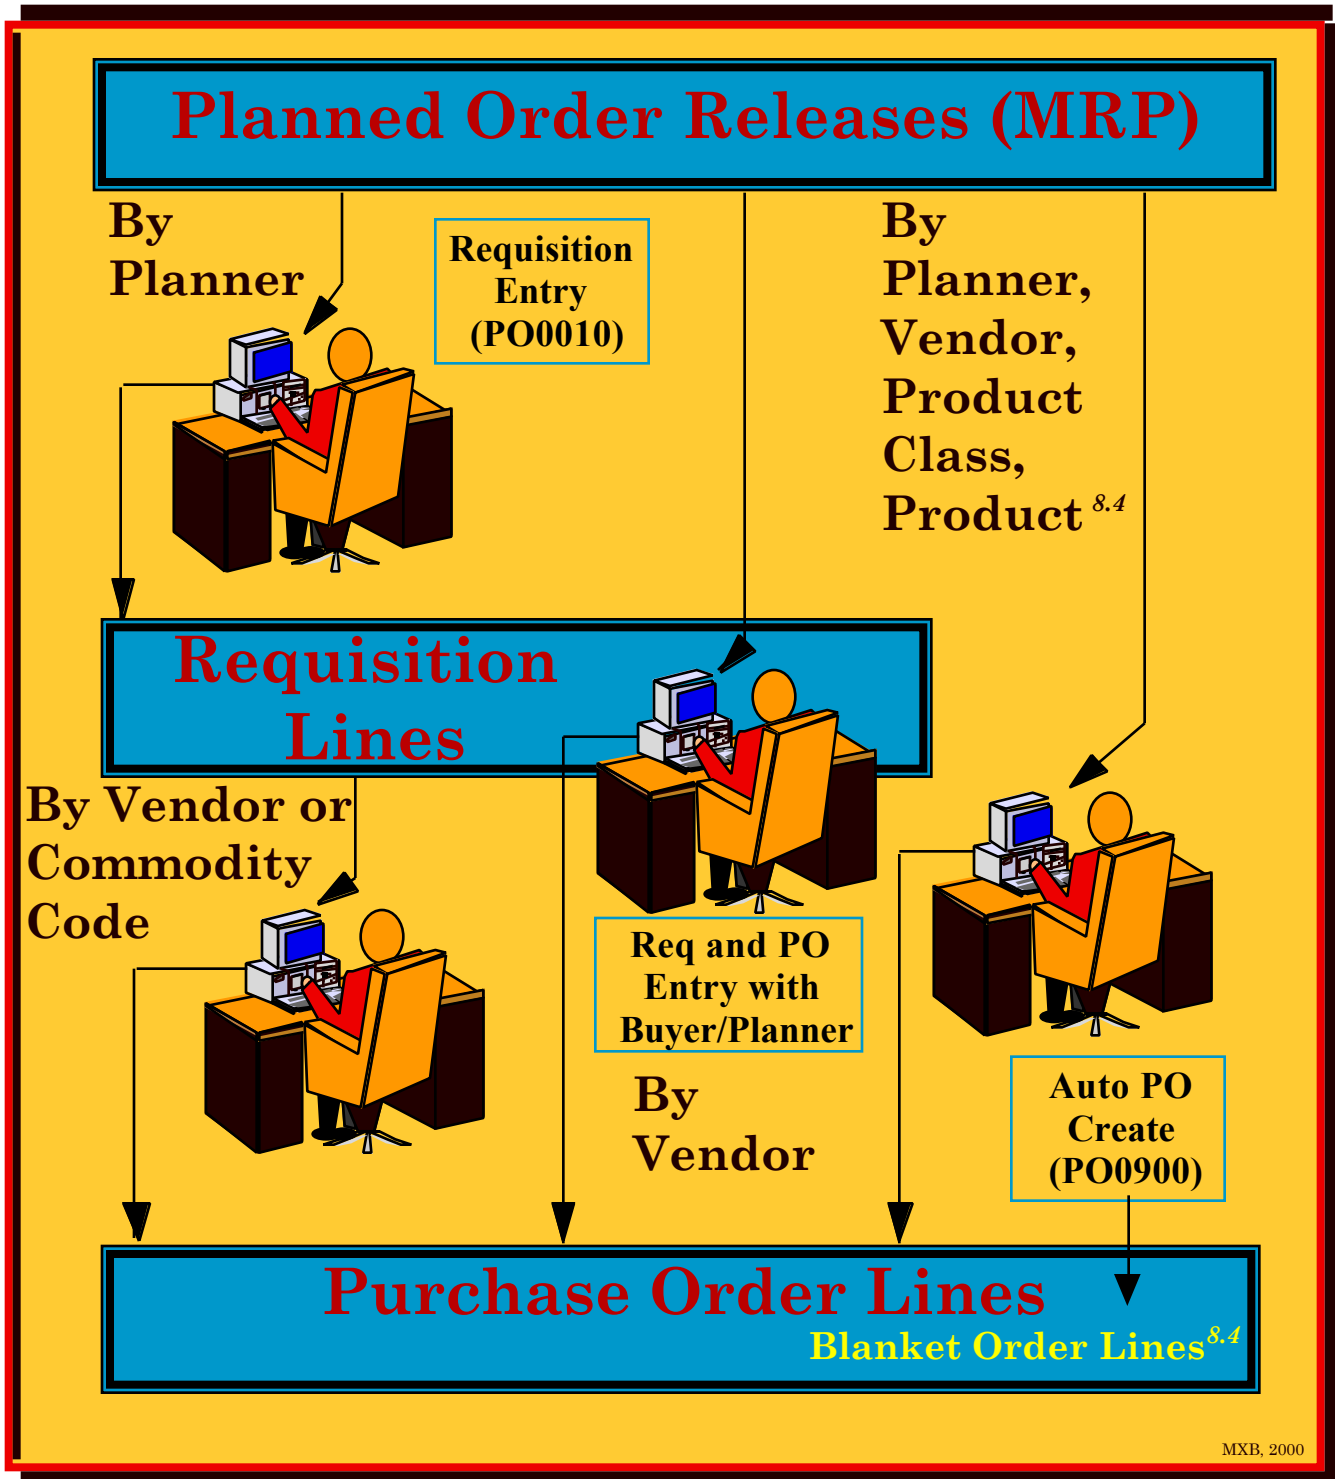 Planned Order Releases (MRP)
By
Planner
Requisition
Entry
(PO0010)
By
Planner,
Vendor,
Product
Class,
Product 8.4
Requisition
Lines
By Vendor or
Commodity
Code
Req and PO
Entry with
Buyer/Planner
By
Vendor
Auto PO
Create
(PO0900)
Purchase Order Lines
Blanket Order Lines 8.4
MXB, 2000